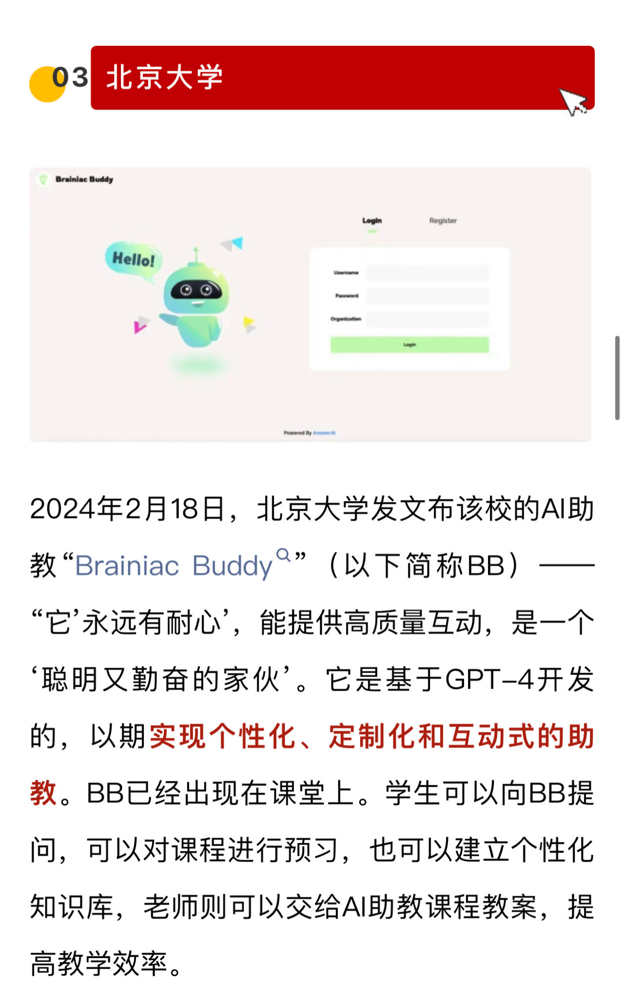 03 北京大学
Brainiac Buddy
Login Register
Hello!
Username
Password
Organization
Login
Powered By AnswerAI
2024年2月18日，北京大学发文布该校的AI助
教“Brainiac Buddy”（以下简称BB）——
“它’永远有耐心’，能提供高质量互动，是一个
‘聪明又勤奋的家伙’。它是基于GPT-4开发
的，以期实现个性化、定制化和互动式的助
教。BB已经出现在课堂上。学生可以向BB提
问，可以对课程进行预习，也可以建立个性化
知识库，老师则可以交给AI助教课程教案，提
高教学效率。